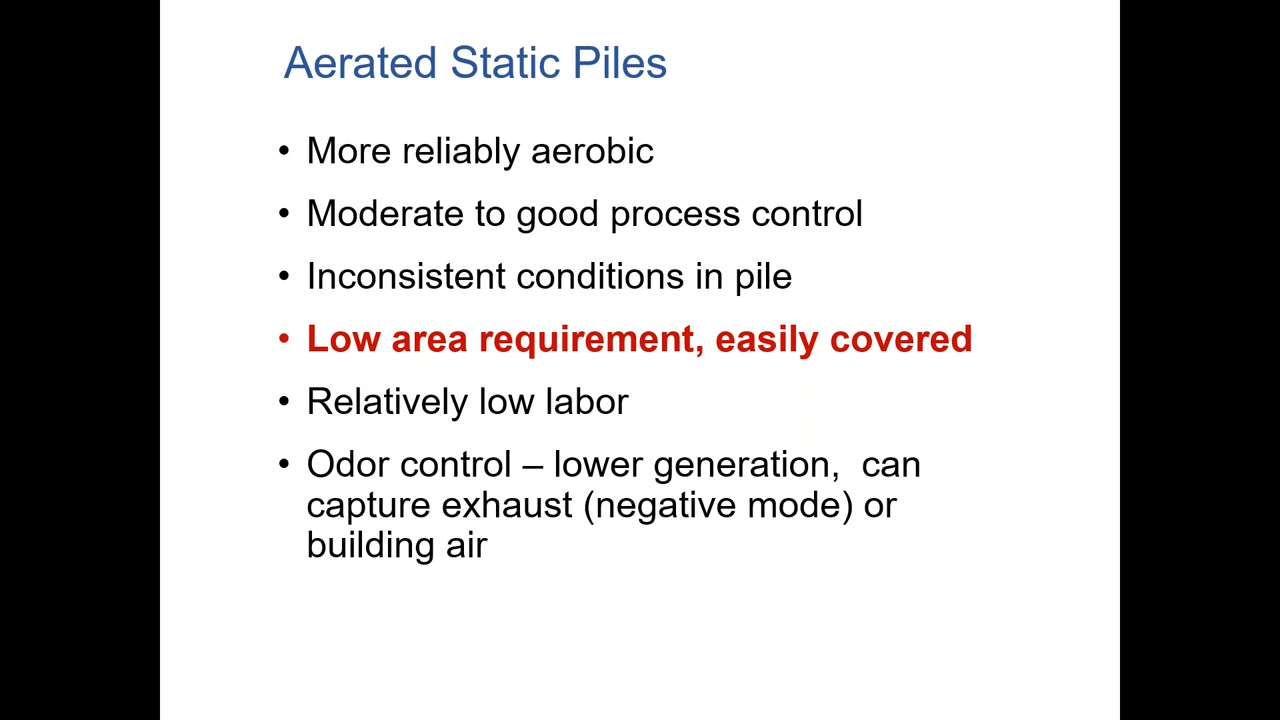 Aerated Static Piles
• More reliably aerobic
• Moderate to good process control
• Inconsistent conditions in pile
• Low area requirement, easily covered
• Relatively low labor
• Odor control – lower generation,  can
capture exhaust (negative mode) or
building air